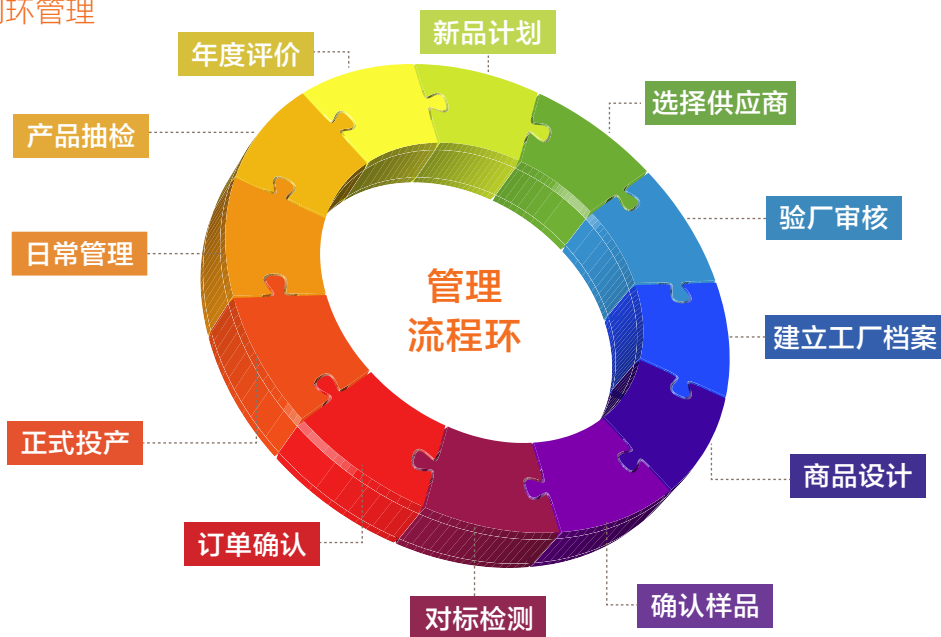 环管理
新品计划
年度评价
选择供应商
产品抽检
验厂审核
日常管理
管理
流程环
建立工厂档案
正式投产
商品设计
订单确认
确认样品
对标检测